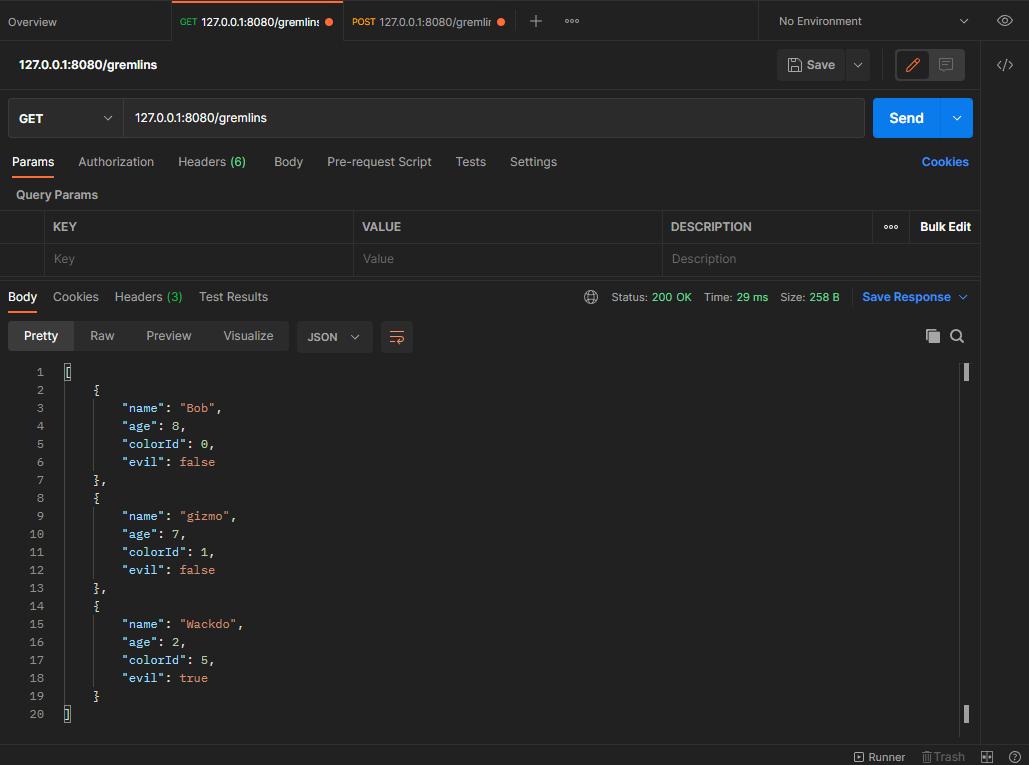 Overview
GET 127.0.0.1:8080/gremlins
POST 127.0.0.1:8080/gremlin
No Environment
127.0.0.1:8080/gremlins
Save
GET
127.0.0.1:8080/gremlins
Send
Params Authorization Headers (6) Body Pre-request Script Tests Settings Cookies
Query Params
KEY VALUE DESCRIPTION Bulk Edit
Key Value Description
Body Cookies Headers (3) Test Results Status: 200 OK Time: 29 ms Size: 258 B Save Response
Pretty Raw Preview Visualize JSON
1 [
2 {
3 "name": "Bob",
4 "age": 8,
5 "colorId": 0,
6 "evil": false
7 },
8 {
9 "name": "gizmo",
10 "age": 7,
11 "colorId": 1,
12 "evil": false
13 },
14 {
15 "name": "Wackdo",
16 "age": 2,
17 "colorId": 5,
18 "evil": true
19 }
20 ]
Runner Trash